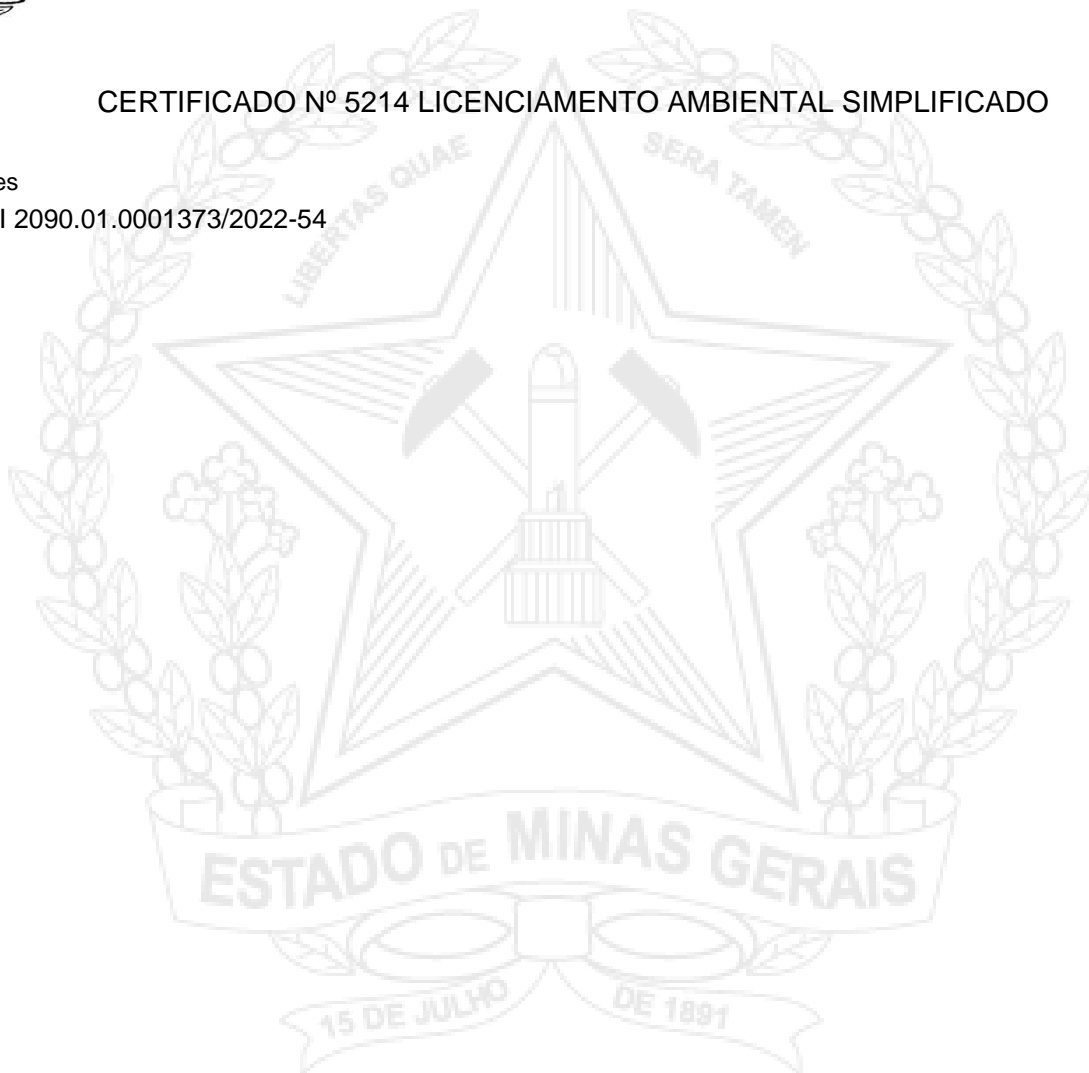 CERTIFICADO Nº 5214 LICENCIAMENTO AMBIENTAL SIMPLIFICADO
LIBERTAS QUAE SERA TAMEN
es
I 2090.01.0001373/2022-54
ESTADO DE MINAS GERAIS
15 DE JULHO DE 1891